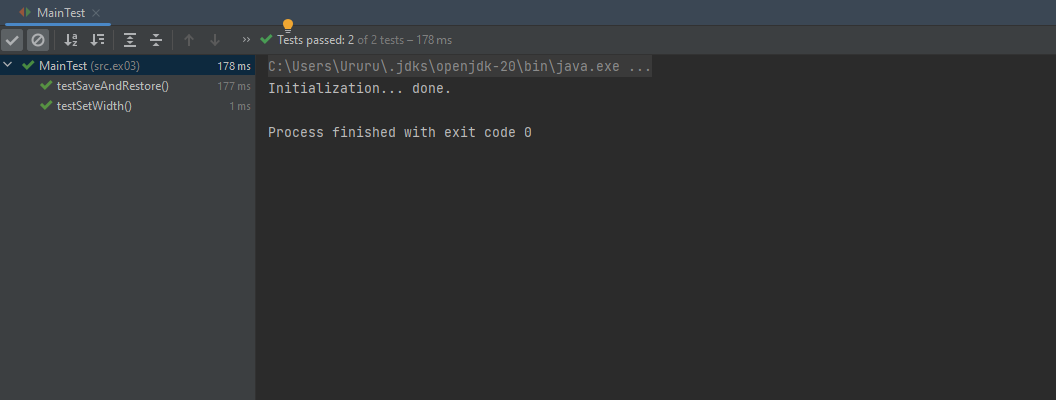 MainTest
Tests passed: 2 of 2 tests – 178 ms
MainTest (src.ex03) 178 ms
testSaveAndRestore() 177 ms
testSetWidth() 1 ms
C:\Users\Ururu\.jdks\openjdk-20\bin\java.exe ...
Initialization... done.
Process finished with exit code 0